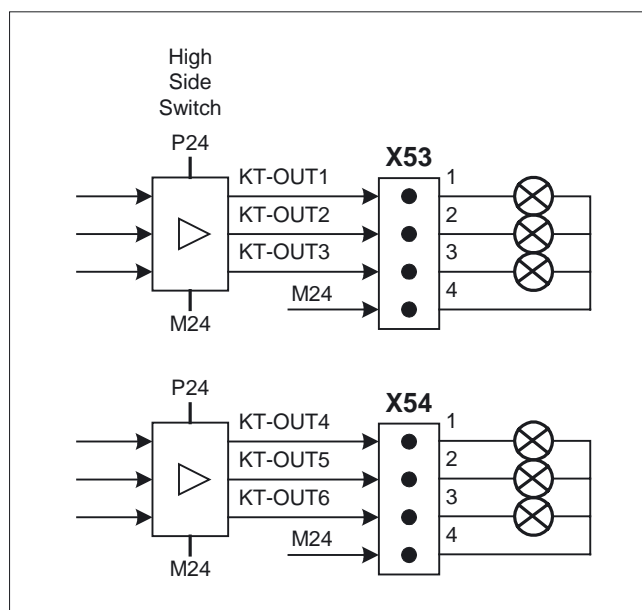 High
Side
Switch
P24
X53
KT-OUT1
1
KT-OUT2
2
KT-OUT3
3
M24
4
M24
P24
X54
KT-OUT4
1
KT-OUT5
2
KT-OUT6
3
M24
4
M24